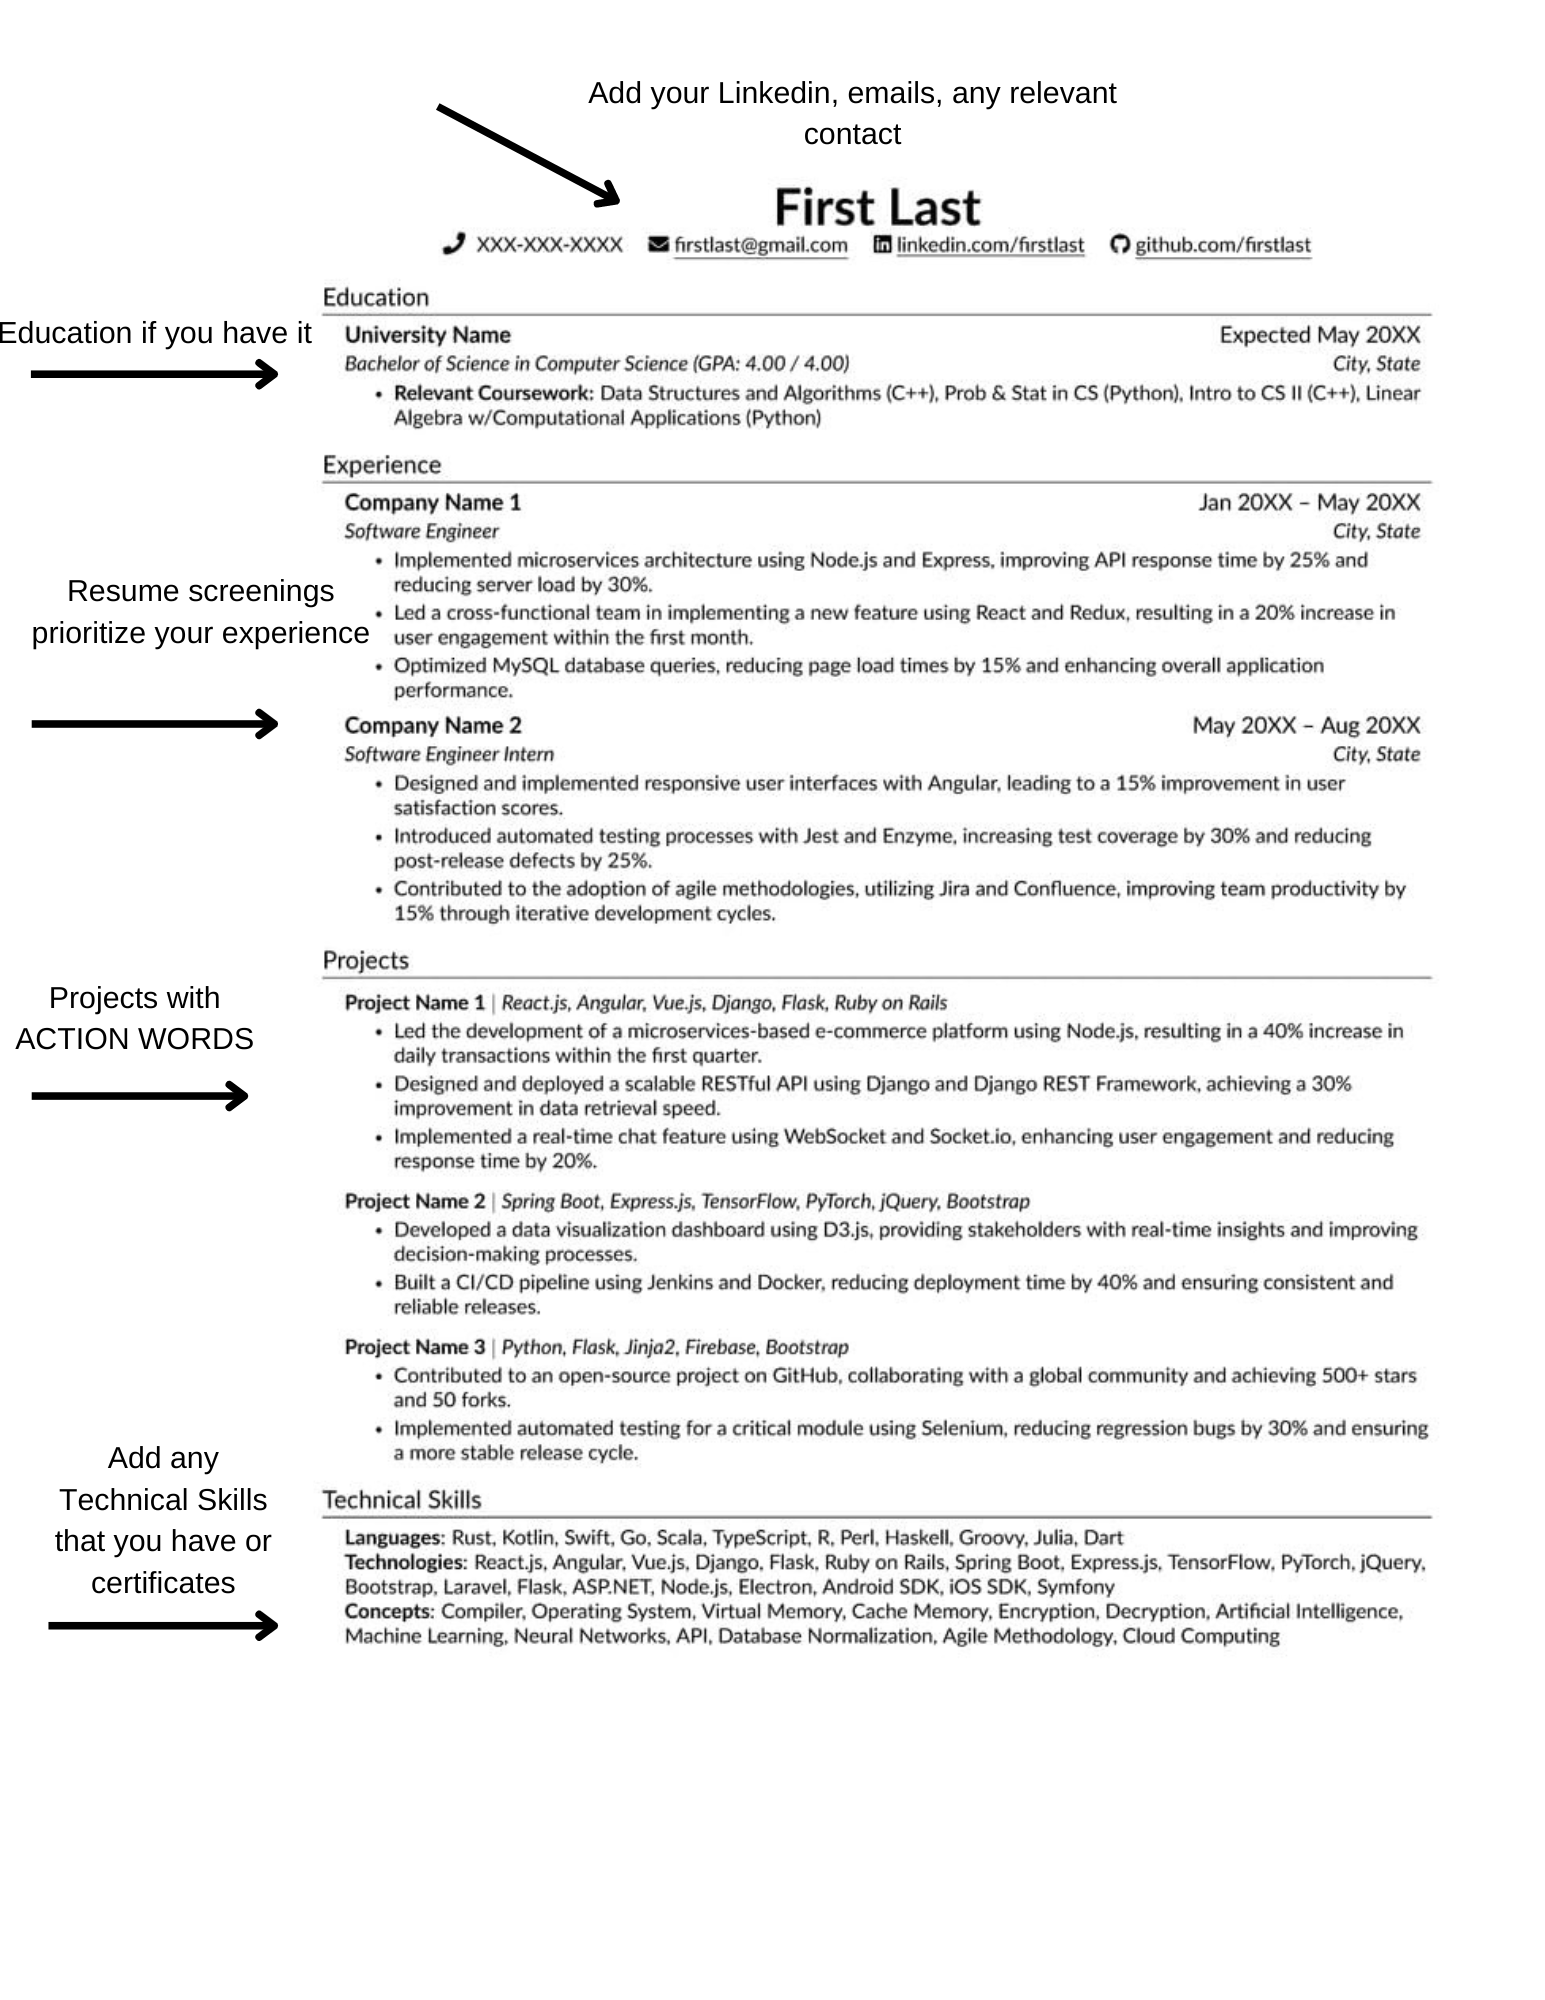 Add your Linkedin, emails, any relevant
contact
First Last
XXX-XXX-XXXX firstlast@gmail.com linkedin.com/firstlast github.com/firstlast
Education
Education if you have it
University Name Expected May 20XX
Bachelor of Science in Computer Science (GPA: 4.00 / 4.00) City, State
• Relevant Coursework: Data Structures and Algorithms (C++), Prob & Stat in CS (Python), Intro to CS II (C++), Linear
Algebra w/Computational Applications (Python)
Experience
Company Name 1 Jan 20XX – May 20XX
Software Engineer City, State
• Implemented microservices architecture using Node.js and Express, improving API response time by 25% and
reducing server load by 30%.
• Led a cross-functional team in implementing a new feature using React and Redux, resulting in a 20% increase in
user engagement within the first month.
• Optimized MySQL database queries, reducing page load times by 15% and enhancing overall application
performance.
Resume screenings
prioritize your experience
Company Name 2 May 20XX – Aug 20XX
Software Engineer Intern City, State
• Designed and implemented responsive user interfaces with Angular, leading to a 15% improvement in user
satisfaction scores.
• Introduced automated testing processes with Jest and Enzyme, increasing test coverage by 30% and reducing
post-release defects by 25%.
• Contributed to the adoption of agile methodologies, utilizing Jira and Confluence, improving team productivity by
15% through iterative development cycles.
Projects
Projects with
ACTION WORDS
Project Name 1 | React.js, Angular, Vue.js, Django, Flask, Ruby on Rails
• Led the development of a microservices-based e-commerce platform using Node.js, resulting in a 40% increase in
daily transactions within the first quarter.
• Designed and deployed a scalable RESTful API using Django and Django REST Framework, achieving a 30%
improvement in data retrieval speed.
• Implemented a real-time chat feature using WebSocket and Socket.io, enhancing user engagement and reducing
response time by 20%.
Project Name 2 | Spring Boot, Express.js, TensorFlow, PyTorch, jQuery, Bootstrap
• Developed a data visualization dashboard using D3.js, providing stakeholders with real-time insights and improving
decision-making processes.
• Built a CI/CD pipeline using Jenkins and Docker, reducing deployment time by 40% and ensuring consistent and
reliable releases.
Project Name 3 | Python, Flask, Jinja2, Firebase, Bootstrap
• Contributed to an open-source project on GitHub, collaborating with a global community and achieving 500+ stars
and 50 forks.
• Implemented automated testing for a critical module using Selenium, reducing regression bugs by 30% and ensuring
a more stable release cycle.
Add any
Technical Skills
that you have or
certificates
Technical Skills
Languages: Rust, Kotlin, Swift, Go, Scala, TypeScript, R, Perl, Haskell, Groovy, Julia, Dart
Technologies: React.js, Angular, Vue.js, Django, Flask, Ruby on Rails, Spring Boot, Express.js, TensorFlow, PyTorch, jQuery,
Bootstrap, Laravel, Flask, ASP.NET, Node.js, Electron, Android SDK, iOS SDK, Symfony
Concepts: Compiler, Operating System, Virtual Memory, Cache Memory, Encryption, Decryption, Artificial Intelligence,
Machine Learning, Neural Networks, API, Database Normalization, Agile Methodology, Cloud Computing